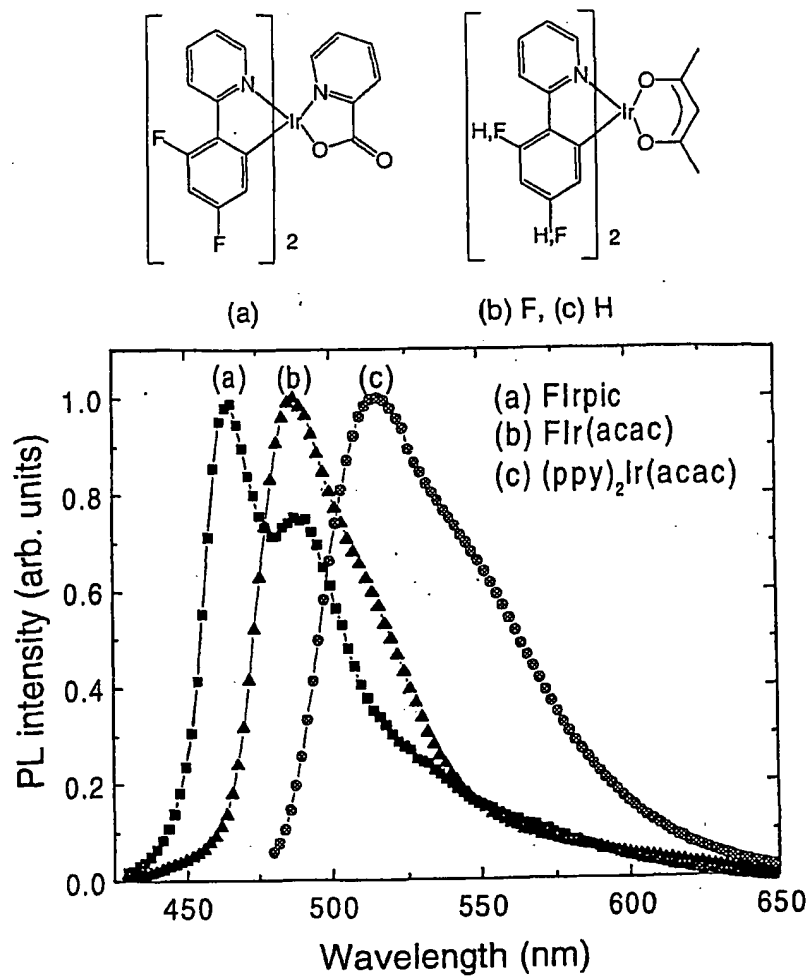 N
N
Ir
O
O
F
F
2
(a)
N
Ir
O
O
H,F
H,F
2
(b) F, (c) H
PL intensity (arb. units)
1.0
0.8
0.6
0.4
0.2
0.0
(a)
(b)
(c)
(a) FIrpic
(b) FIr(acac)
(c) (ppy)₂Ir(acac)
450
500
550
600
650
Wavelength (nm)